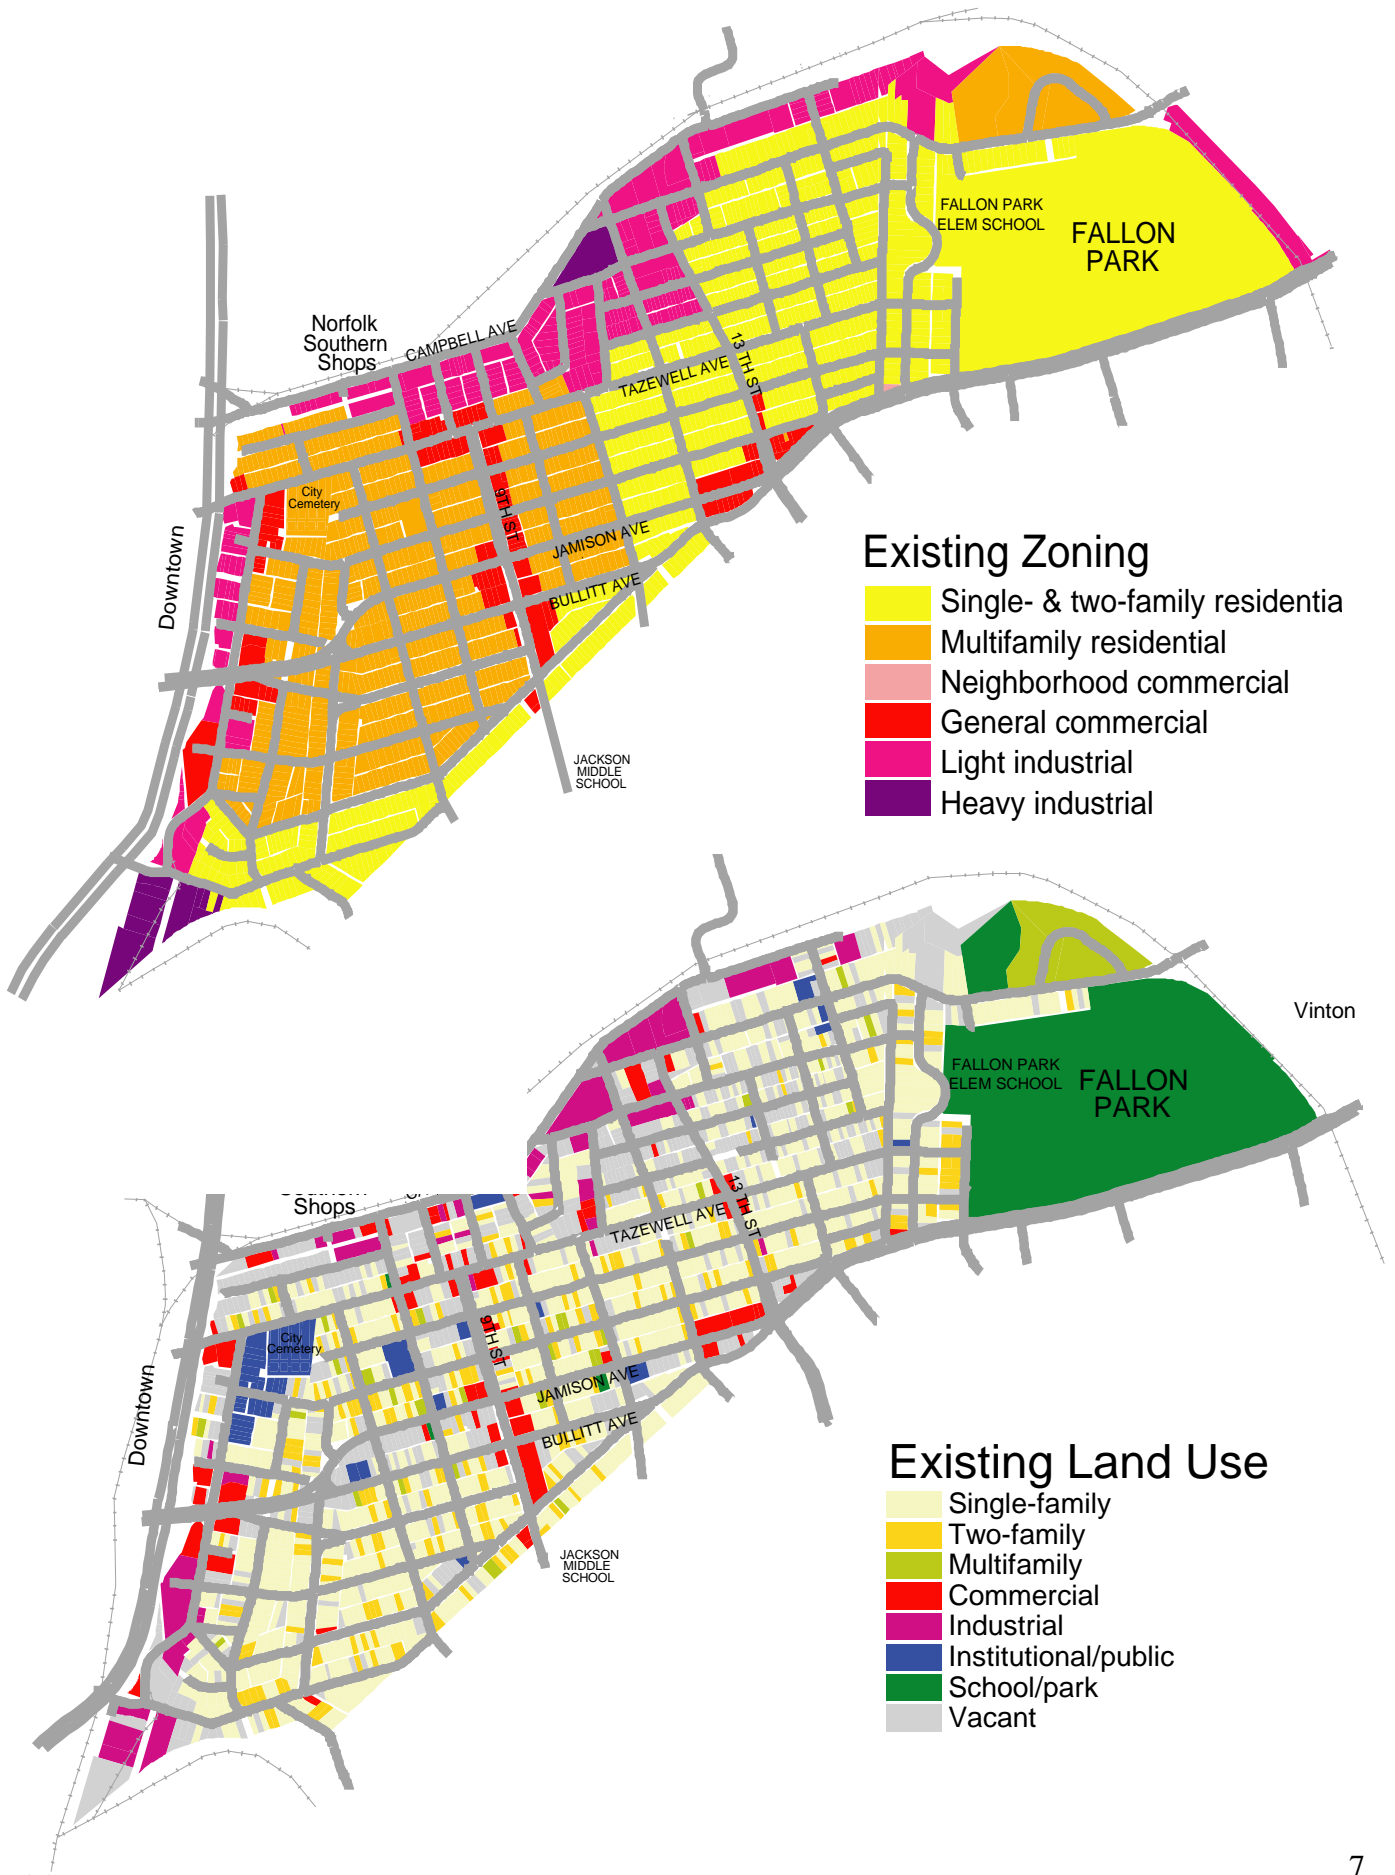 FALLON PARK
ELEM SCHOOL
FALLON
PARK
Norfolk
Southern
Shops
CAMPBELL AVE
13 TH ST
TAZEWELL AVE
City
Cemetery
9TH ST
JAMISON AVE
BULLITT AVE
Downtown
JACKSON
MIDDLE
SCHOOL
Existing Zoning
Single- & two-family residentia
Multifamily residential
Neighborhood commercial
General commercial
Light industrial
Heavy industrial
Vinton
FALLON PARK
ELEM SCHOOL
FALLON
PARK
Southern
Shops
13 TH ST
TAZEWELL AVE
City
Cemetery
9TH ST
JAMISON AVE
BULLITT AVE
Downtown
JACKSON
MIDDLE
SCHOOL
Existing Land Use
Single-family
Two-family
Multifamily
Commercial
Industrial
Institutional/public
School/park
Vacant
7